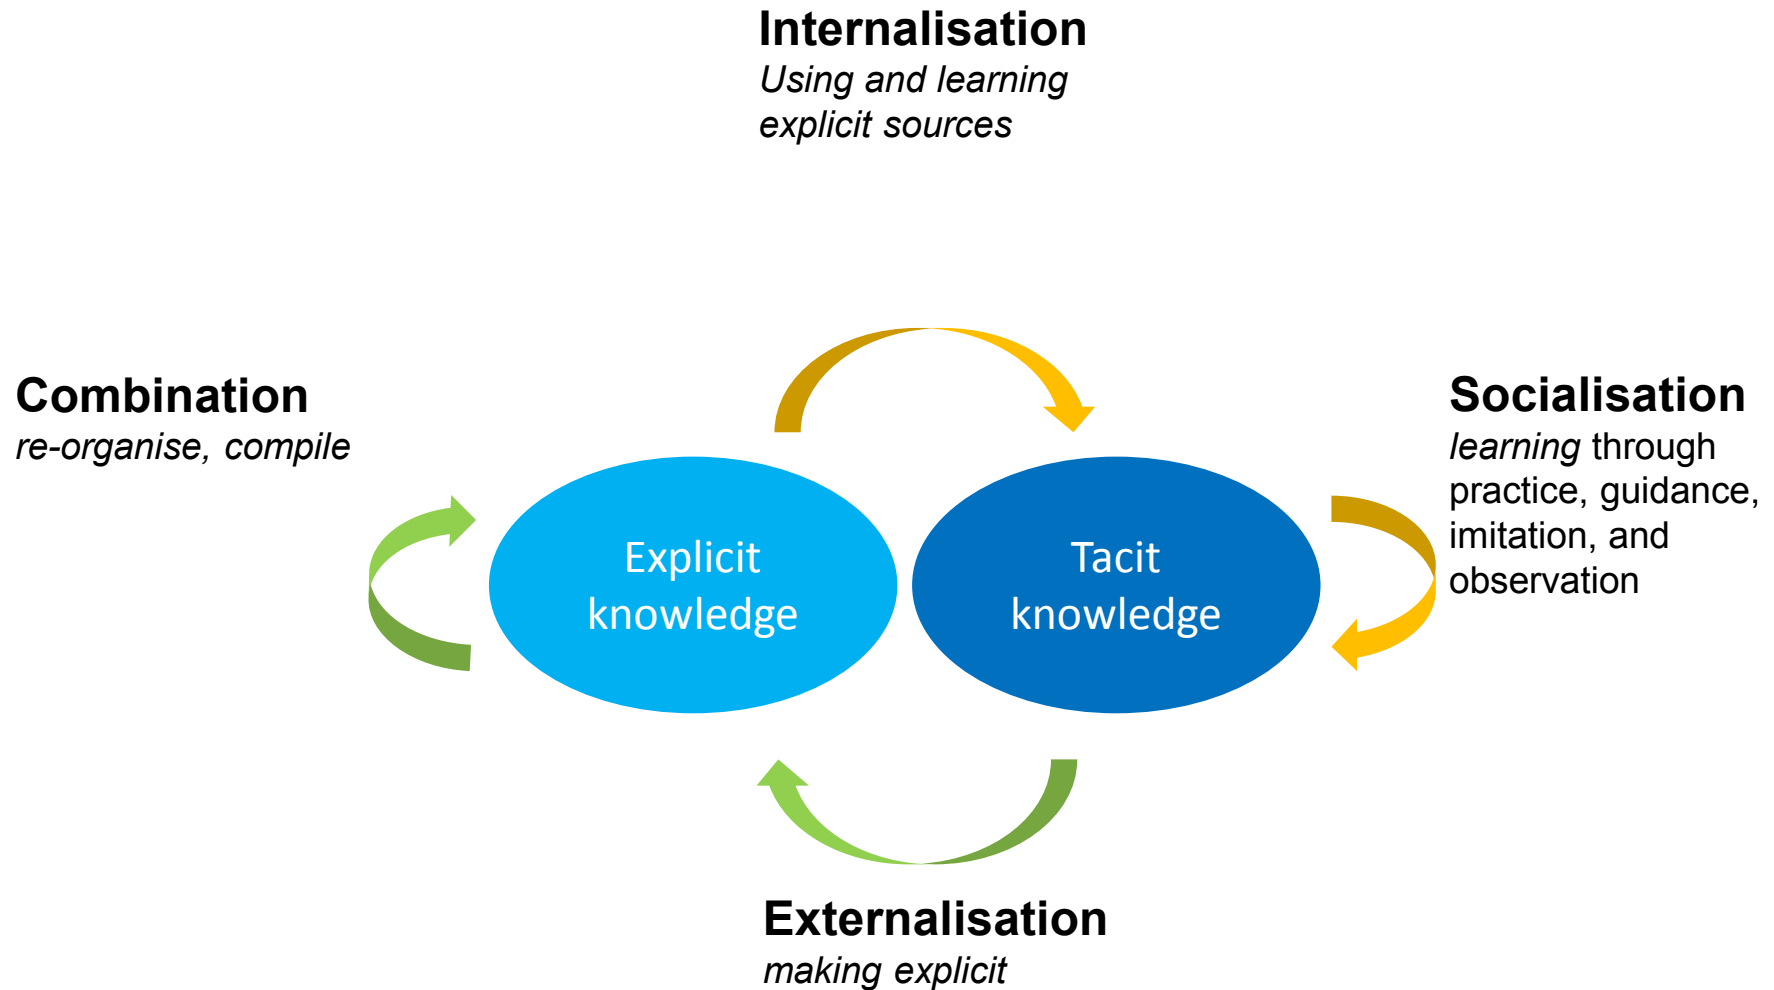 Internalisation
Using and learning
explicit sources
Combination
re-organise, compile
Socialisation
learning through
practice, guidance,
imitation, and
observation
Explicit
knowledge
Tacit
knowledge
Externalisation
making explicit